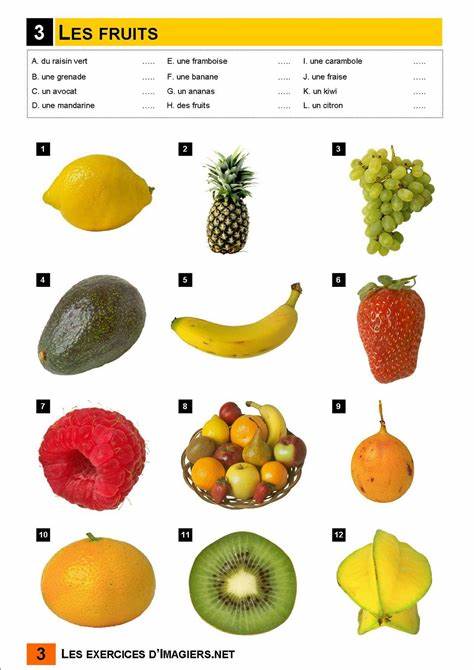 3 LES FRUITS
A. du raisin vert ..... E. une framboise ..... I. une carambole .....
B. une grenade ..... F. une banane ..... J. une fraise .....
C. un avocat ..... G. un ananas ..... K. un kiwi .....
D. une mandarine ..... H. des fruits ..... L. un citron .....
1 2 3
4 5 6
7 8 9
10 11 12
3 LES EXERCICES D'IMAGIERS.NET